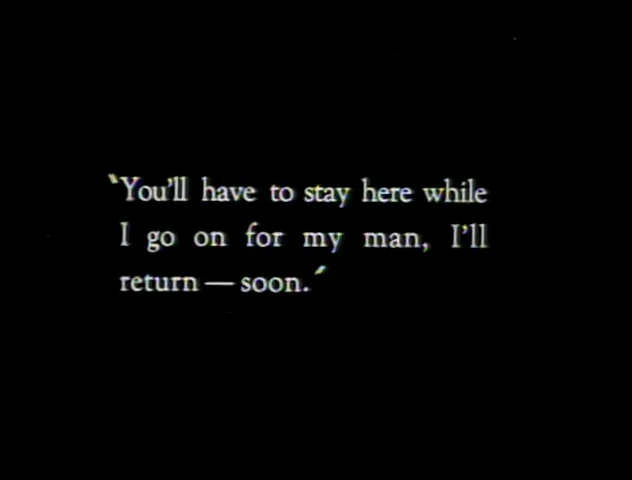 ‶You'll have to stay here while
I go on for my man, I'll
return — soon.″